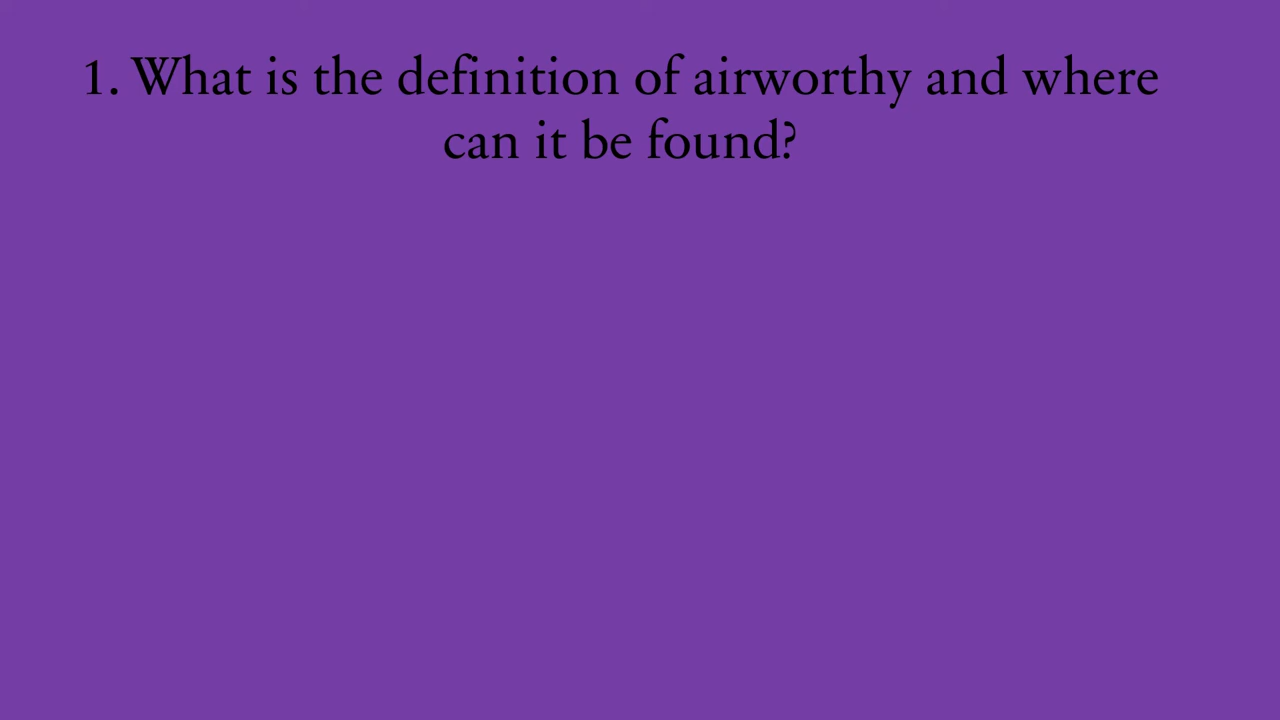 1. What is the definition of airworthy and where
can it be found?